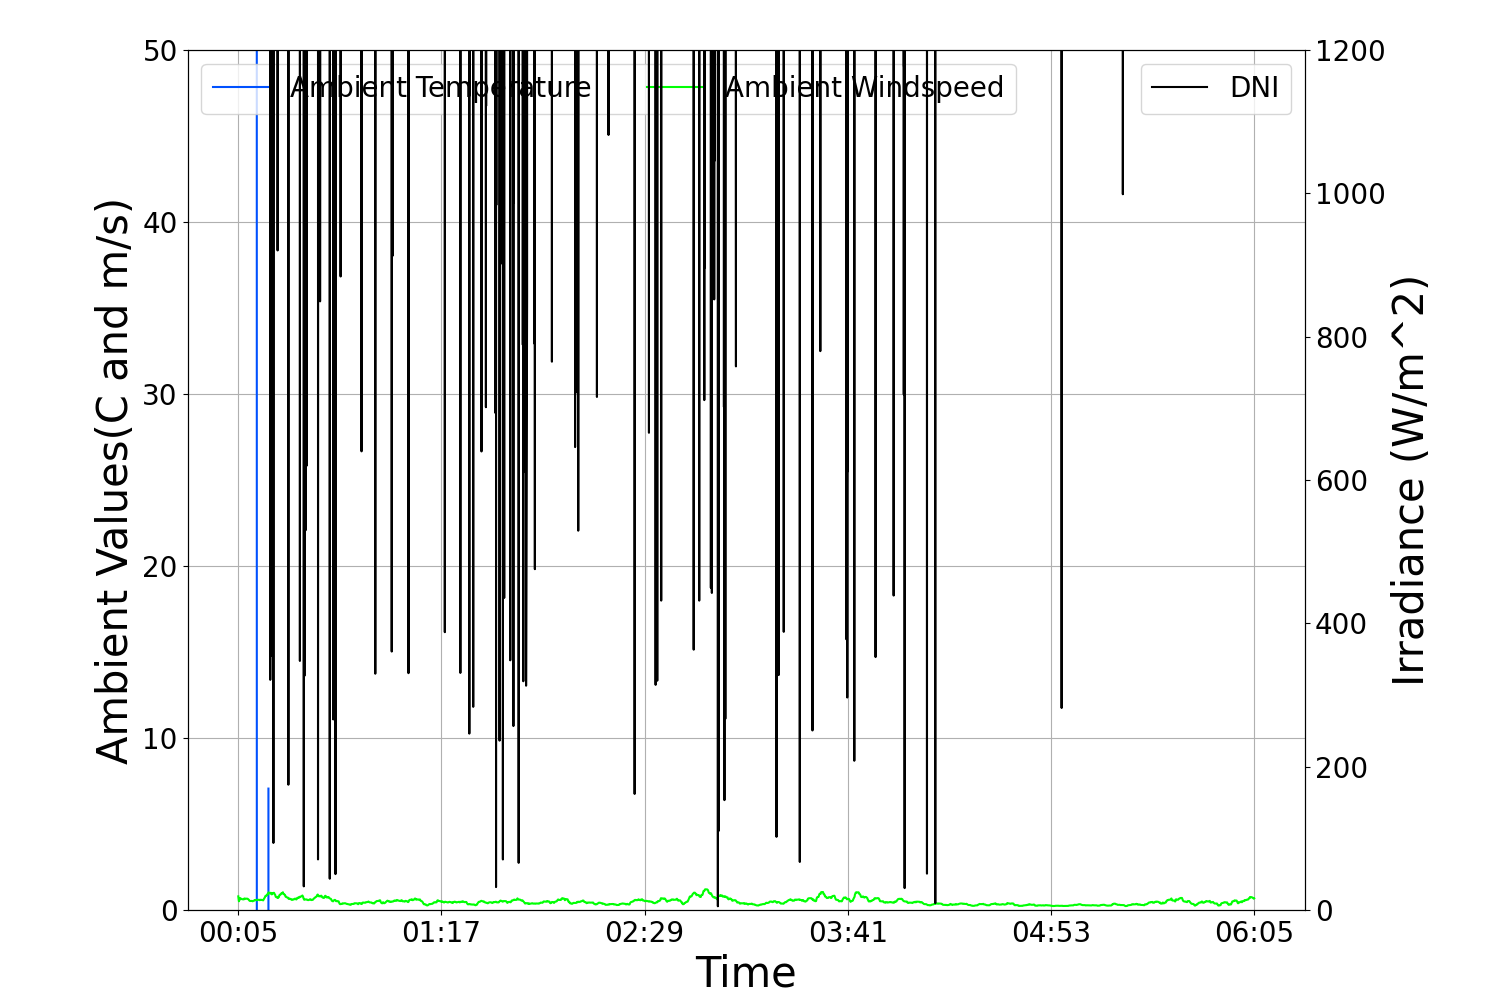 Ambient Temperature
Ambient Windspeed
DNI
Ambient Values(C and m/s)
50
40
30
20
10
0
1200
1000
800
600
400
200
0
Irradiance (W/m^2)
00:05 01:17 02:29 03:41 04:53 06:05
Time